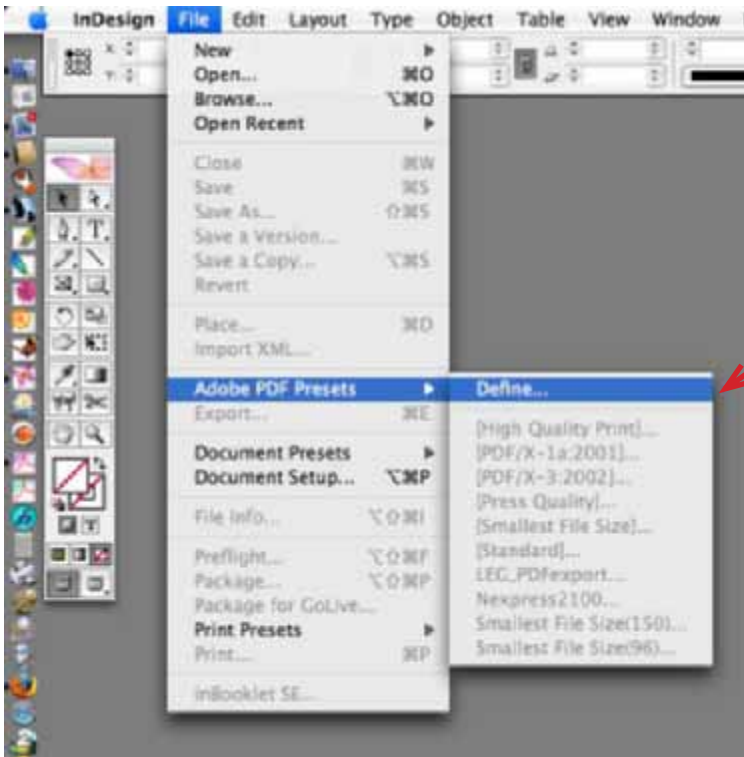 InDesign File Edit Layout Type Object Table View Window
X:
Y:
New
Open... ⌘O
Browse... ⌥⌘O
Open Recent
Close ⌘W
Save ⌘S
Save As... ⇧⌘S
Save a Version...
Save a Copy... ⌥⌘S
Revert
Place... ⌘D
Import XML...
Adobe PDF Presets
Export... ⌘E
Document Presets
Document Setup... ⌥⌘P
File Info... ⌥⇧⌘I
Preflight... ⌥⇧⌘F
Package... ⌥⇧⌘P
Package for GoLive...
Print Presets
Print... ⌘P
InBooklet SE...
Define...
[High Quality Print]...
[PDF/X-1a:2001]...
[PDF/X-3:2002]...
[Press Quality]...
[Smallest File Size]...
[Standard]...
LEG_PDFexport...
Nexpress2100...
Smallest File Size(150)...
Smallest File Size(96)...
T
T